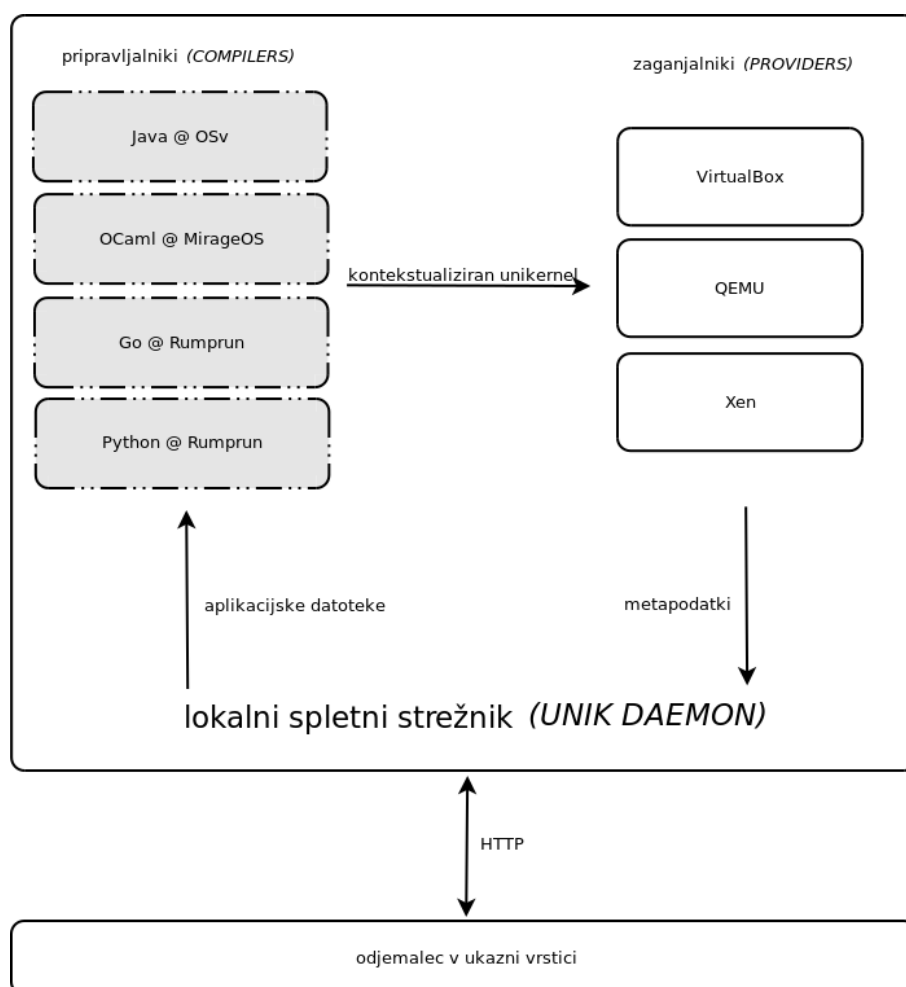 pripravljalniki (COMPILERS)
zaganjalniki (PROVIDERS)
Java @ OSv
OCaml @ MirageOS
Go @ Rumprun
Python @ Rumprun
kontekstualiziran unikernel
VirtualBox
QEMU
Xen
aplikacijske datoteke
metapodatki
lokalni spletni strežnik (UNIK DAEMON)
HTTP
odjemalec v ukazni vrstici